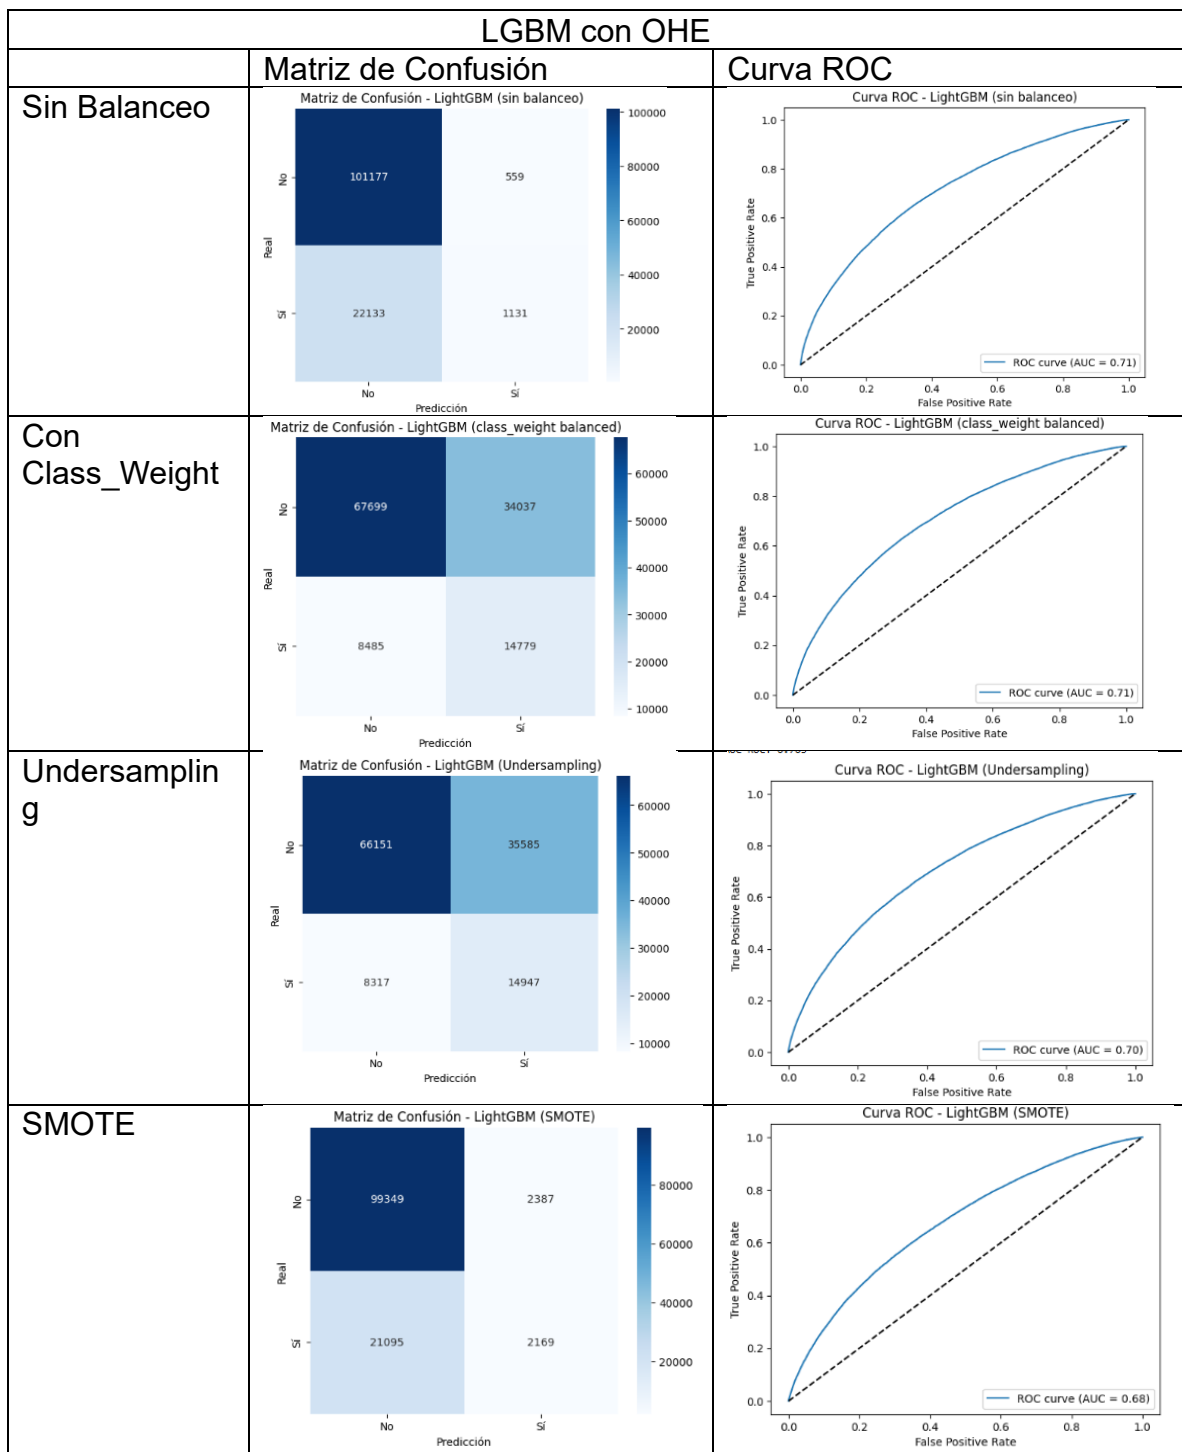 LGBM con OHE
Matriz de Confusión
Curva ROC
Sin Balanceo
Matriz de Confusión - LightGBM (sin balanceo)
No
Sí
Real
101177
559
22133
1131
No
Sí
Predicción
100000
80000
60000
40000
20000
Curva ROC - LightGBM (sin balanceo)
True Positive Rate
1.0
0.8
0.6
0.4
0.2
0.0
ROC curve (AUC = 0.71)
0.0 0.2 0.4 0.6 0.8 1.0
False Positive Rate
Con
Class_Weight
Matriz de Confusión - LightGBM (class_weight balanced)
No
Sí
Real
67699
34037
8485
14779
No
Sí
Predicción
60000
50000
40000
30000
20000
10000
Curva ROC - LightGBM (class_weight balanced)
True Positive Rate
1.0
0.8
0.6
0.4
0.2
0.0
ROC curve (AUC = 0.71)
0.0 0.2 0.4 0.6 0.8 1.0
False Positive Rate
Undersamplin
g
Matriz de Confusión - LightGBM (Undersampling)
No
Sí
Real
66151
35585
8317
14947
No
Sí
Predicción
60000
50000
40000
30000
20000
10000
Curva ROC - LightGBM (Undersampling)
True Positive Rate
1.0
0.8
0.6
0.4
0.2
0.0
ROC curve (AUC = 0.70)
0.0 0.2 0.4 0.6 0.8 1.0
False Positive Rate
SMOTE
Matriz de Confusión - LightGBM (SMOTE)
No
Sí
Real
99349
2387
21095
2169
No
Sí
Predicción
80000
60000
40000
20000
Curva ROC - LightGBM (SMOTE)
True Positive Rate
1.0
0.8
0.6
0.4
0.2
0.0
ROC curve (AUC = 0.68)
0.0 0.2 0.4 0.6 0.8 1.0
False Positive Rate